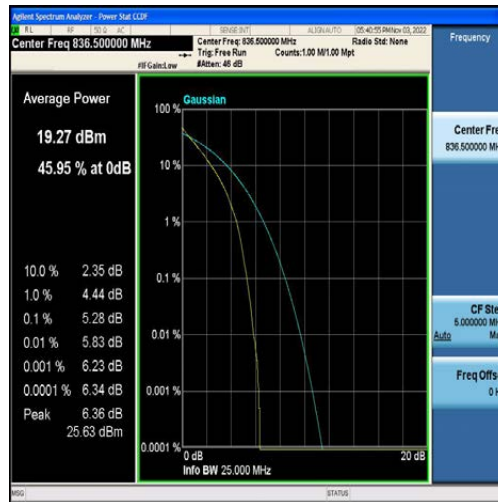 Agilent Spectrum Analyzer - Power Stat CCDF
RL RF 50 Ω AC SENSE:INT ALIGN AUTO 05:40:55 PM Nov 03, 2022
Center Freq 836.500000 MHz
Center Freq: 836.500000 MHz Radio Std: None
Trig: Free Run Counts:1.00 M/1.00 Mpt
#IFGain:Low #Atten: 46 dB
Frequency
Average Power
19.27 dBm
45.95 % at 0dB
10.0 % 2.35 dB
1.0 % 4.44 dB
0.1 % 5.28 dB
0.01 % 5.83 dB
0.001 % 6.23 dB
0.0001 % 6.34 dB
Peak 6.36 dB
25.63 dBm
Gaussian
100 %
10 %
1 %
0.1 %
0.01 %
0.001 %
0.0001 %
0 dB 20 dB
Info BW 25.000 MHz
Center Fre
836.500000 MH
CF Ste
5.000000 MH
Auto Ma
Freq Offs
0 H
MSG STATUS